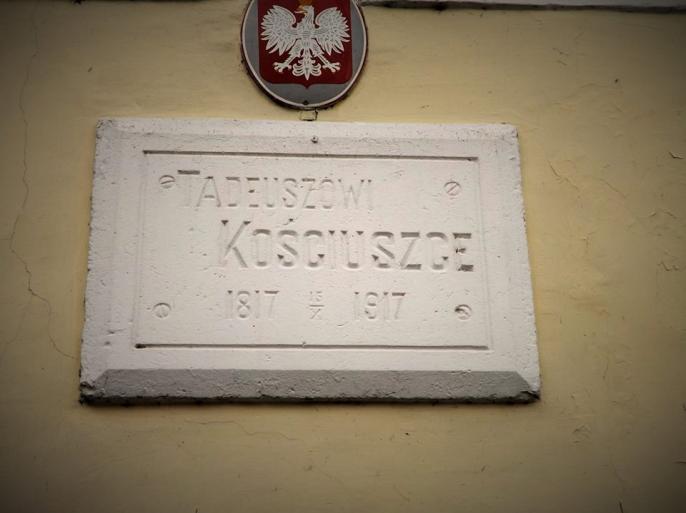 TADEUSZOWI
KOŚCIUSZCE
1817 15/X 1917